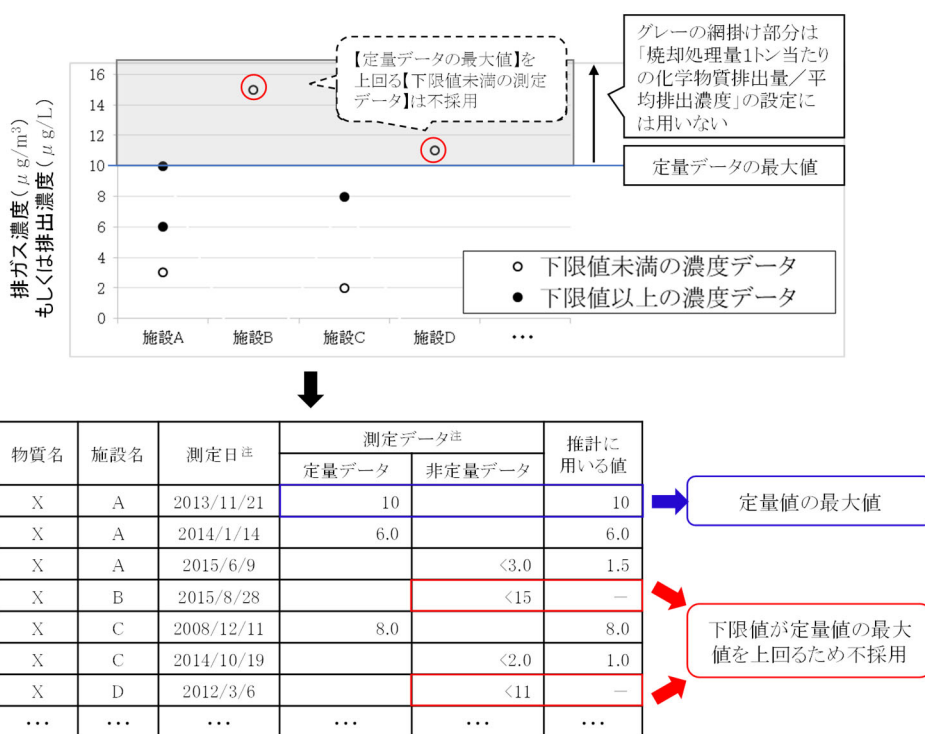 グレーの網掛け部分は
「焼却処理量1トン当たり
の化学物質排出量／平
均排出濃度」の設定に
は用いない
【定量データの最大値】を
上回る【下限値未満の測定
データ】は不採用
定量データの最大値
排ガス濃度(μg/m³)
もしくは排出濃度(μg/L)
16
14
12
10
8
6
4
2
0
施設A 施設B 施設C 施設D …
下限値未満の濃度データ
下限値以上の濃度データ
物質名 施設名 測定日注 測定データ注 推計に用いる値
定量データ 非定量データ
X A 2013/11/21 10 10
X A 2014/1/14 6.0 6.0
X A 2015/6/9 <3.0 1.5
X B 2015/8/28 <15 －
X C 2008/12/11 8.0 8.0
X C 2014/10/19 <2.0 1.0
X D 2012/3/6 <11 －
… … … … … …
定量値の最大値
下限値が定量値の最大
値を上回るため不採用